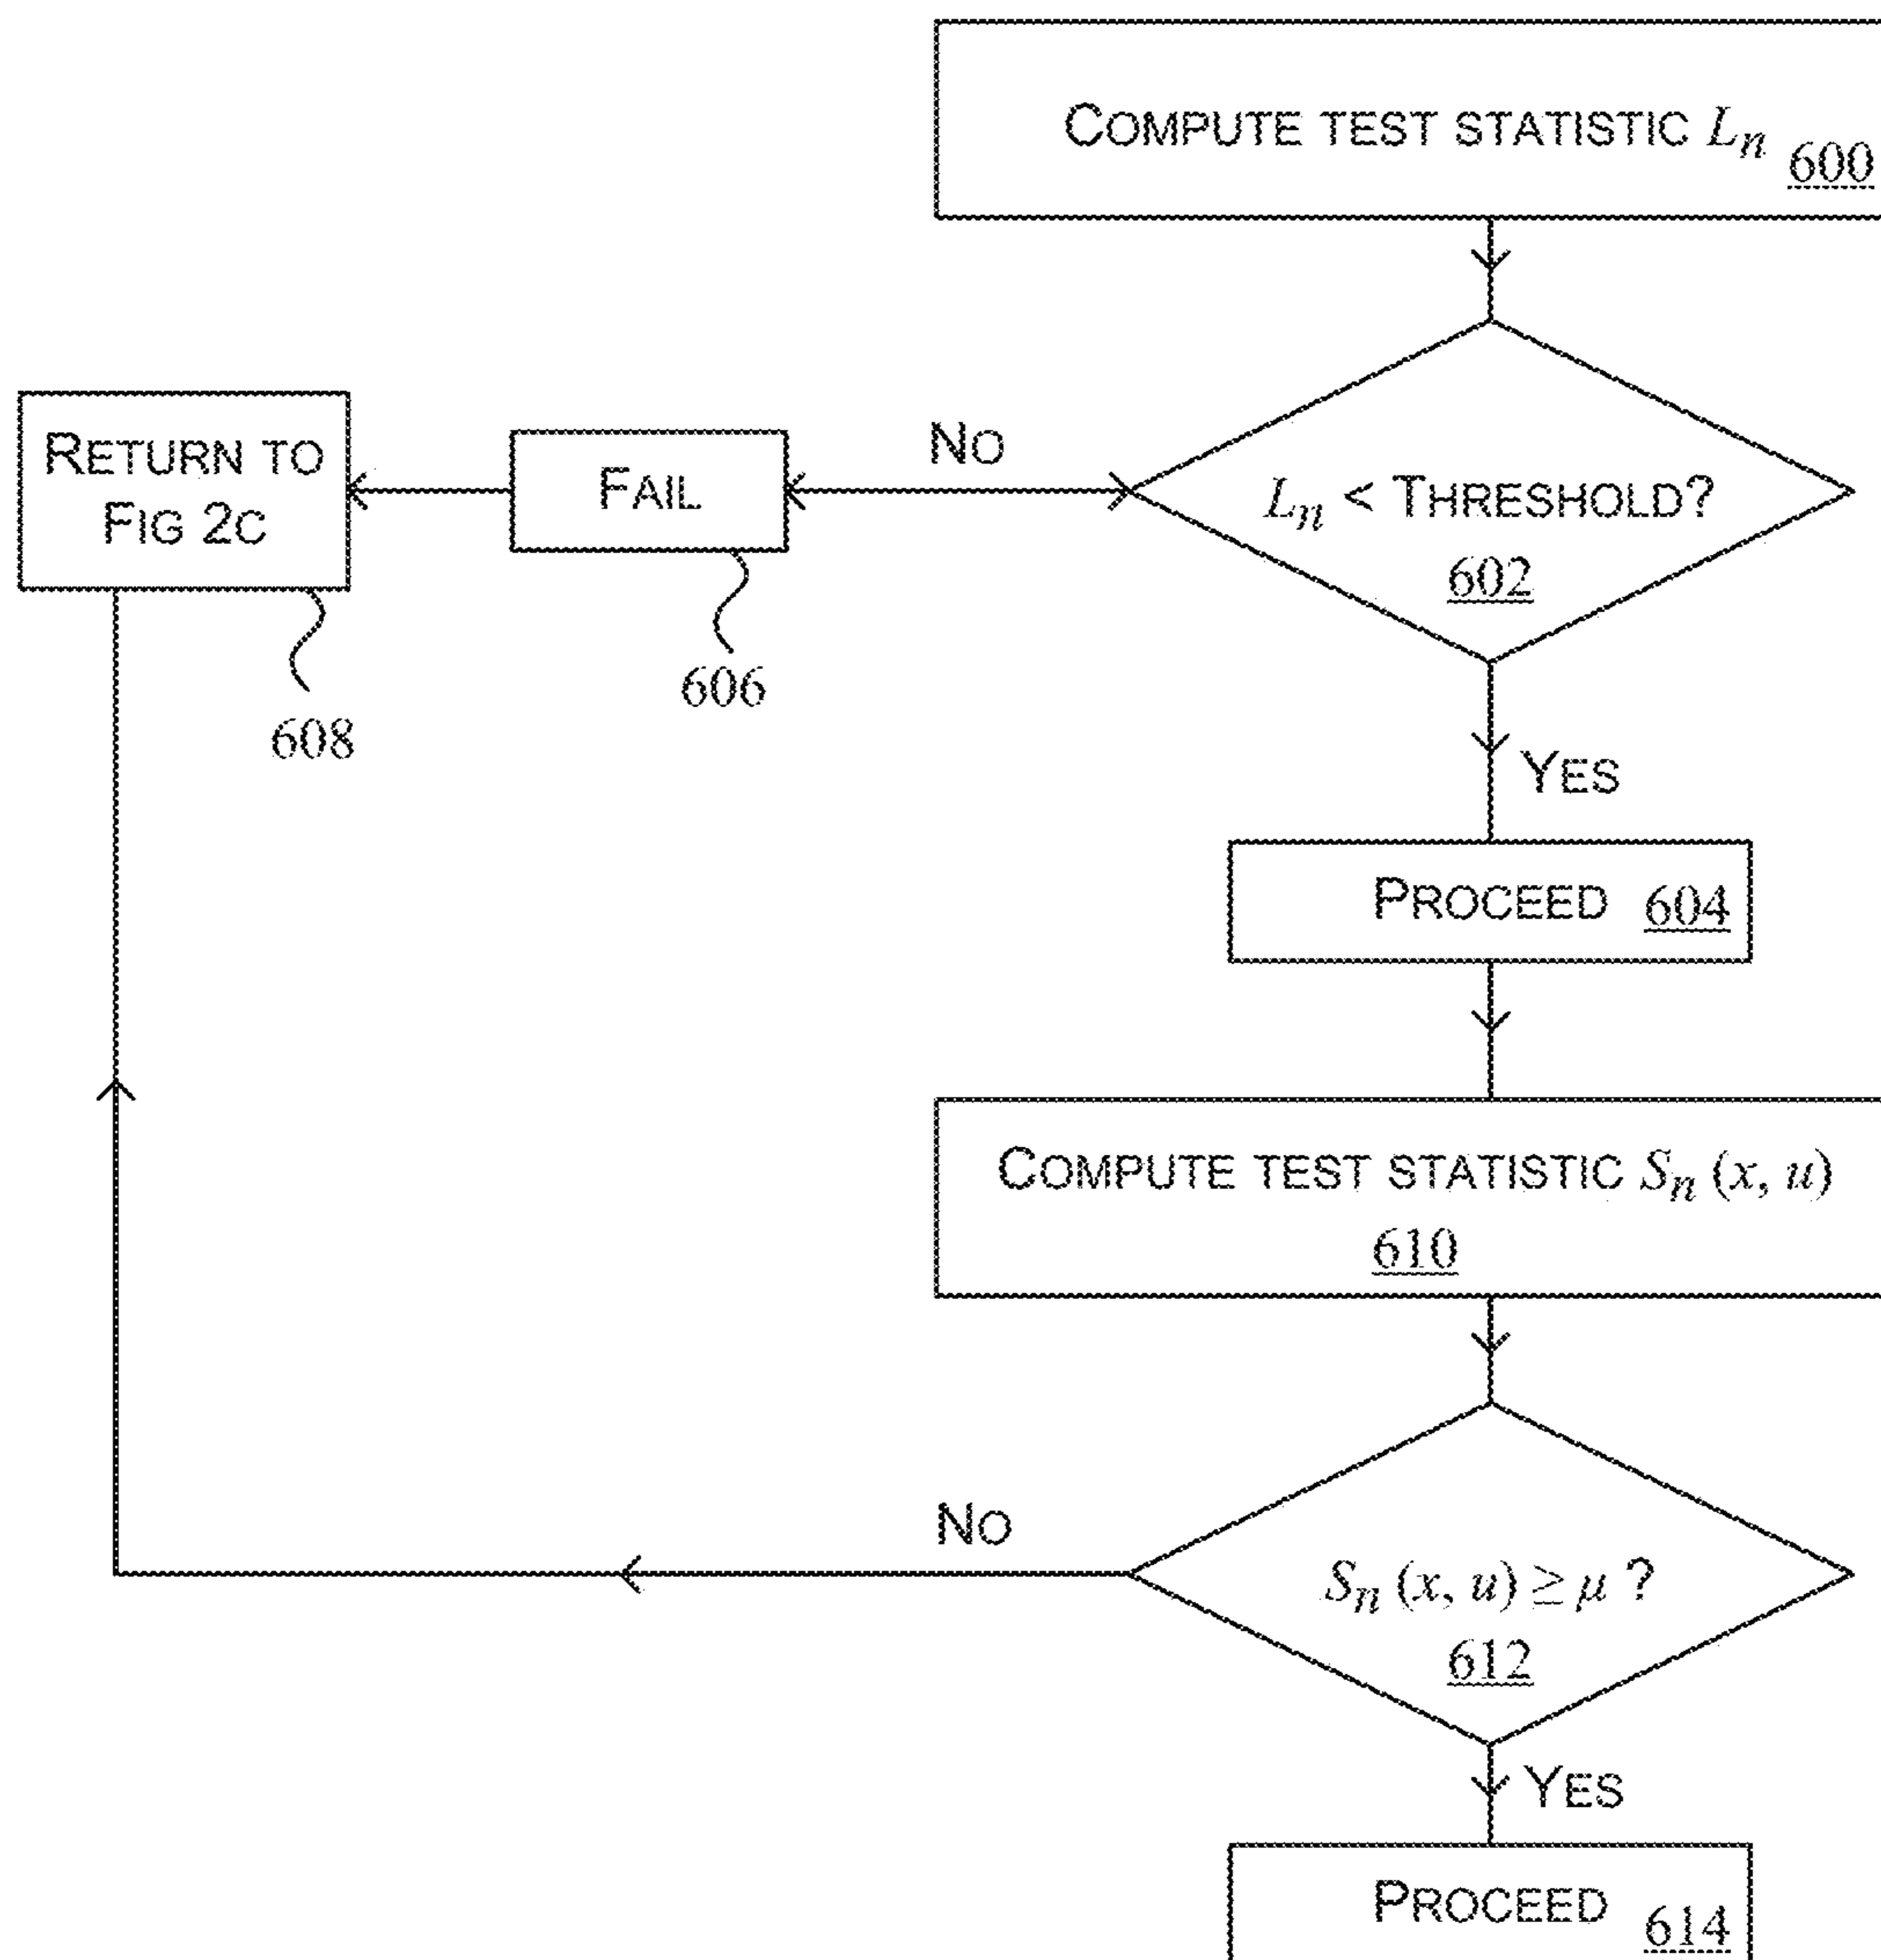 COMPUTE TEST STATISTIC Lₙ 600
NO
Lₙ < THRESHOLD?
602
RETURN TO
FIG 2C
608
FAIL
606
YES
PROCEED 604
COMPUTE TEST STATISTIC Sₙ (x, u)
610
NO
Sₙ (x, u) ≥ μ ?
612
YES
PROCEED 614